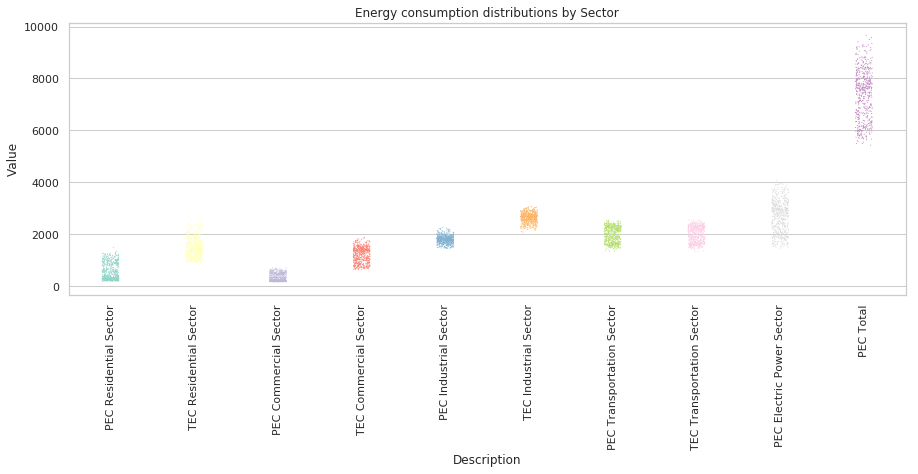 Energy consumption distributions by Sector
Value
10000
8000
6000
4000
2000
0
PEC Residential Sector
TEC Residential Sector
PEC Commercial Sector
TEC Commercial Sector
PEC Industrial Sector
TEC Industrial Sector
PEC Transportation Sector
TEC Transportation Sector
PEC Electric Power Sector
PEC Total
Description